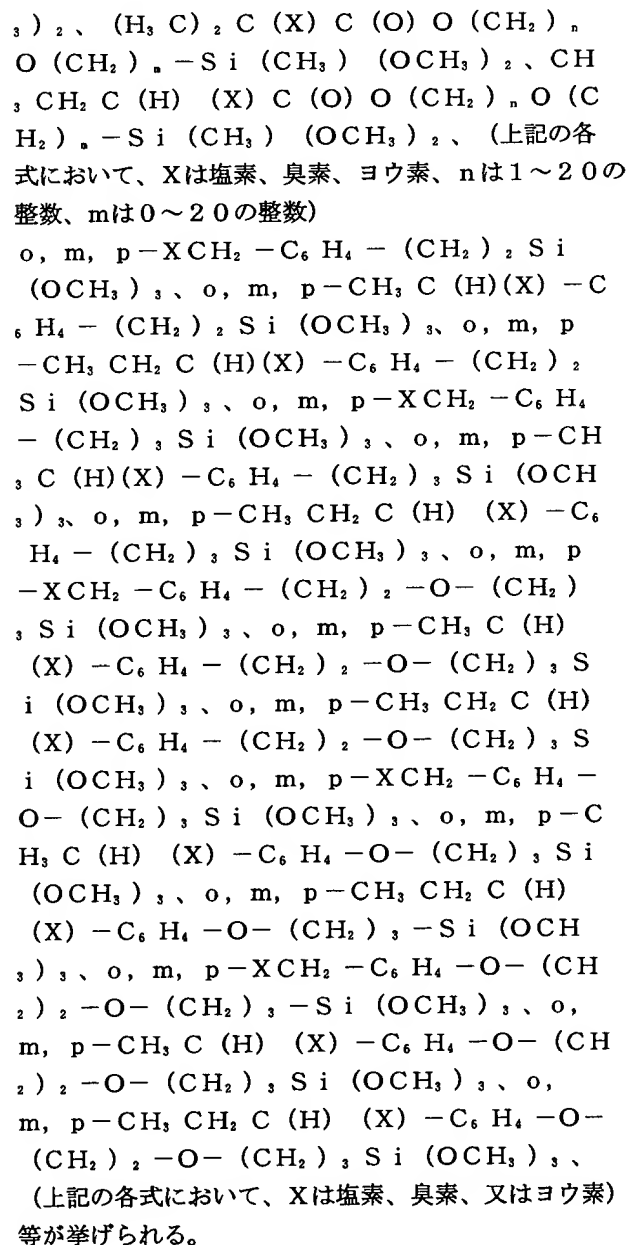 ₃)₂、(H₃C)₂C(X)C(O)O(CH₂)ₙ
O(CH₂)ₘ−Si(CH₃)(OCH₃)₂、CH
₃CH₂C(H)(X)C(O)O(CH₂)ₙO(C
H₂)ₘ−Si(CH₃)(OCH₃)₂、(上記の各
式において、Xは塩素、臭素、ヨウ素、nは1〜20の
整数、mは0〜20の整数)
o,m,p−XCH₂−C₆H₄−(CH₂)₂Si
(OCH₃)₃、o,m,p−CH₃C(H)(X)−C
₆H₄−(CH₂)₂Si(OCH₃)₃、o,m,p
−CH₃CH₂C(H)(X)−C₆H₄−(CH₂)₂
Si(OCH₃)₃、o,m,p−XCH₂−C₆H₄
−(CH₂)₃Si(OCH₃)₃、o,m,p−CH
₃C(H)(X)−C₆H₄−(CH₂)₃Si(OCH
₃)₃、o,m,p−CH₃CH₂C(H)(X)−C₆
H₄−(CH₂)₃Si(OCH₃)₃、o,m,p
−XCH₂−C₆H₄−(CH₂)₂−O−(CH₂)
₃Si(OCH₃)₃、o,m,p−CH₃C(H)
(X)−C₆H₄−(CH₂)₂−O−(CH₂)₃S
i(OCH₃)₃、o,m,p−CH₃CH₂C(H)
(X)−C₆H₄−(CH₂)₂−O−(CH₂)₃S
i(OCH₃)₃、o,m,p−XCH₂−C₆H₄−
O−(CH₂)₃Si(OCH₃)₃、o,m,p−C
H₃C(H)(X)−C₆H₄−O−(CH₂)₃Si
(OCH₃)₃、o,m,p−CH₃CH₂C(H)
(X)−C₆H₄−O−(CH₂)₃−Si(OCH
₃)₃、o,m,p−XCH₂−C₆H₄−O−(CH
₂)₂−O−(CH₂)₃−Si(OCH₃)₃、o,
m,p−CH₃C(H)(X)−C₆H₄−O−(CH
₂)₂−O−(CH₂)₃Si(OCH₃)₃、o,
m,p−CH₃CH₂C(H)(X)−C₆H₄−O−
(CH₂)₂−O−(CH₂)₃Si(OCH₃)₃、
(上記の各式において、Xは塩素、臭素、又はヨウ素)
等が挙げられる。